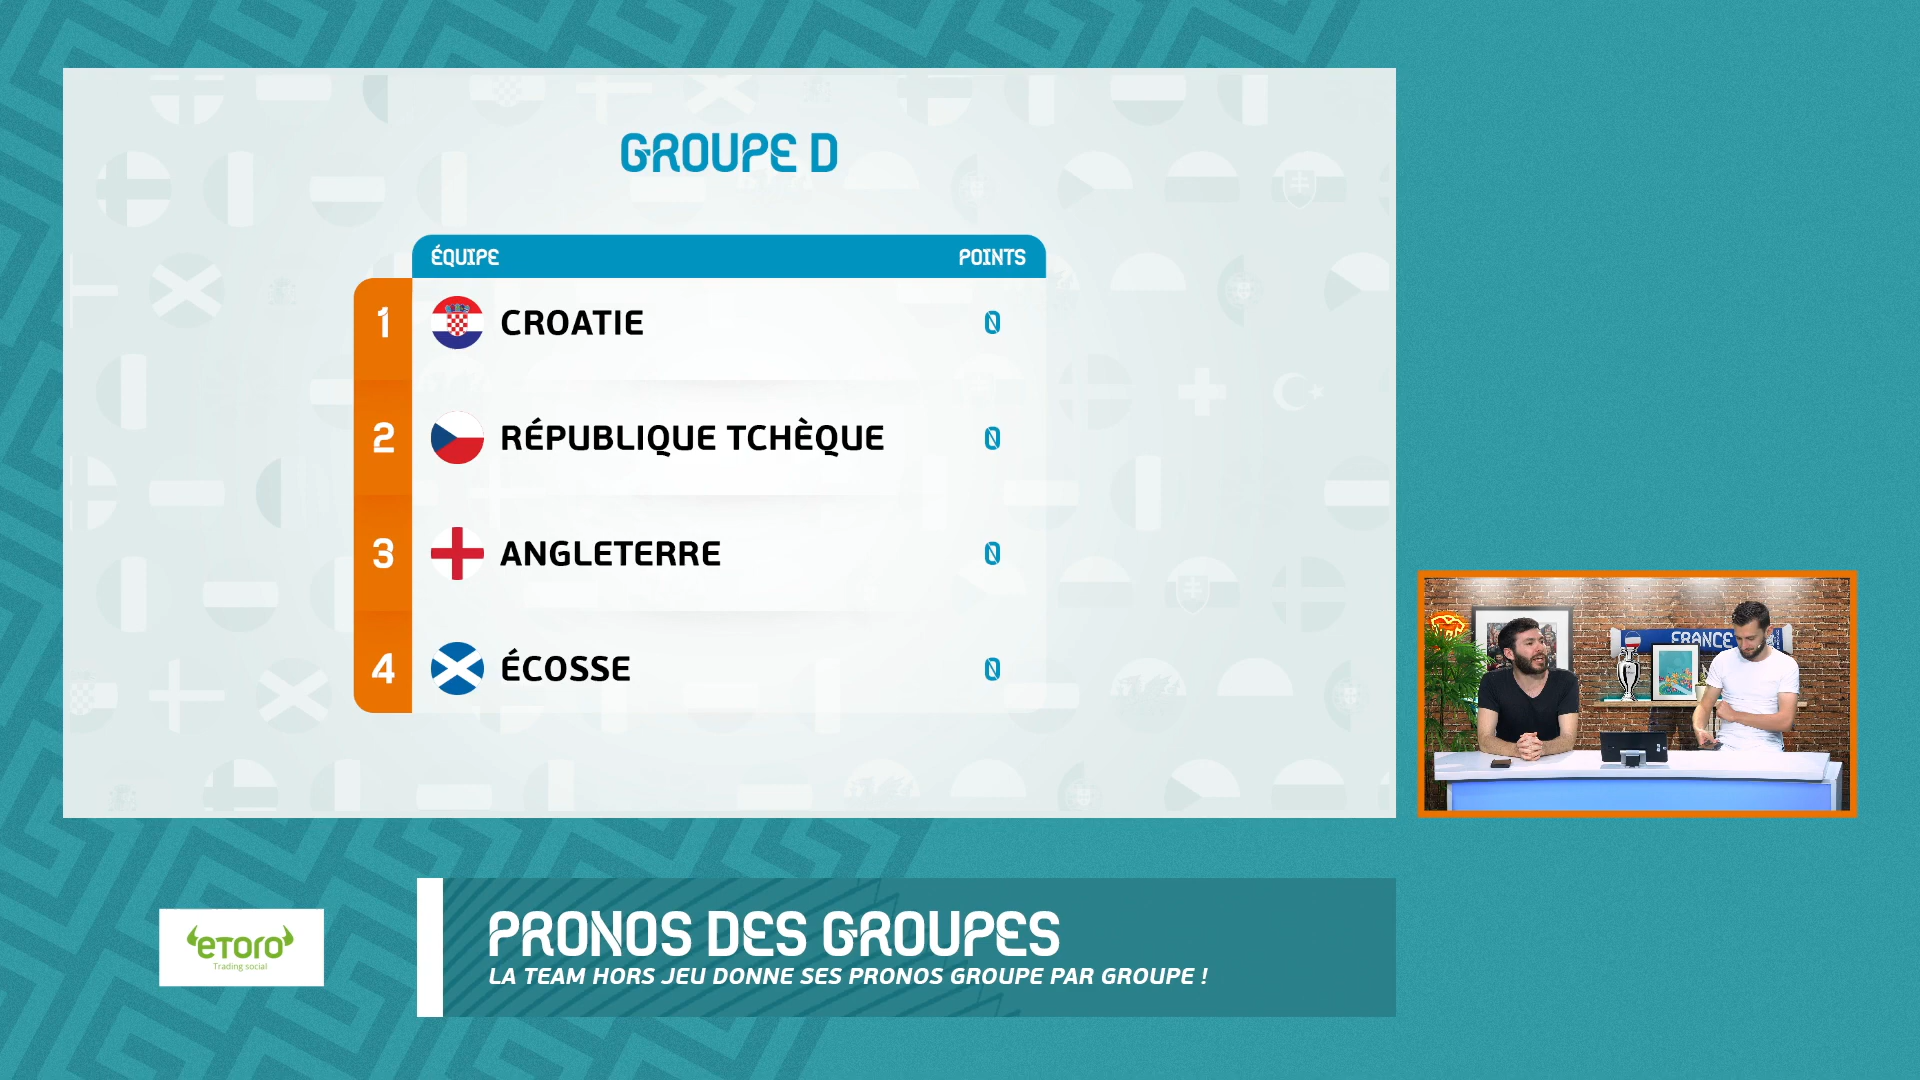 GROUPE D
ÉQUIPE POINTS
1 CROATIE 0
2 RÉPUBLIQUE TCHÈQUE 0
3 ANGLETERRE 0
4 ÉCOSSE 0
FRANCE
eToro
Trading social
PRONOS DES GROUPES
LA TEAM HORS JEU DONNE SES PRONOS GROUPE PAR GROUPE !